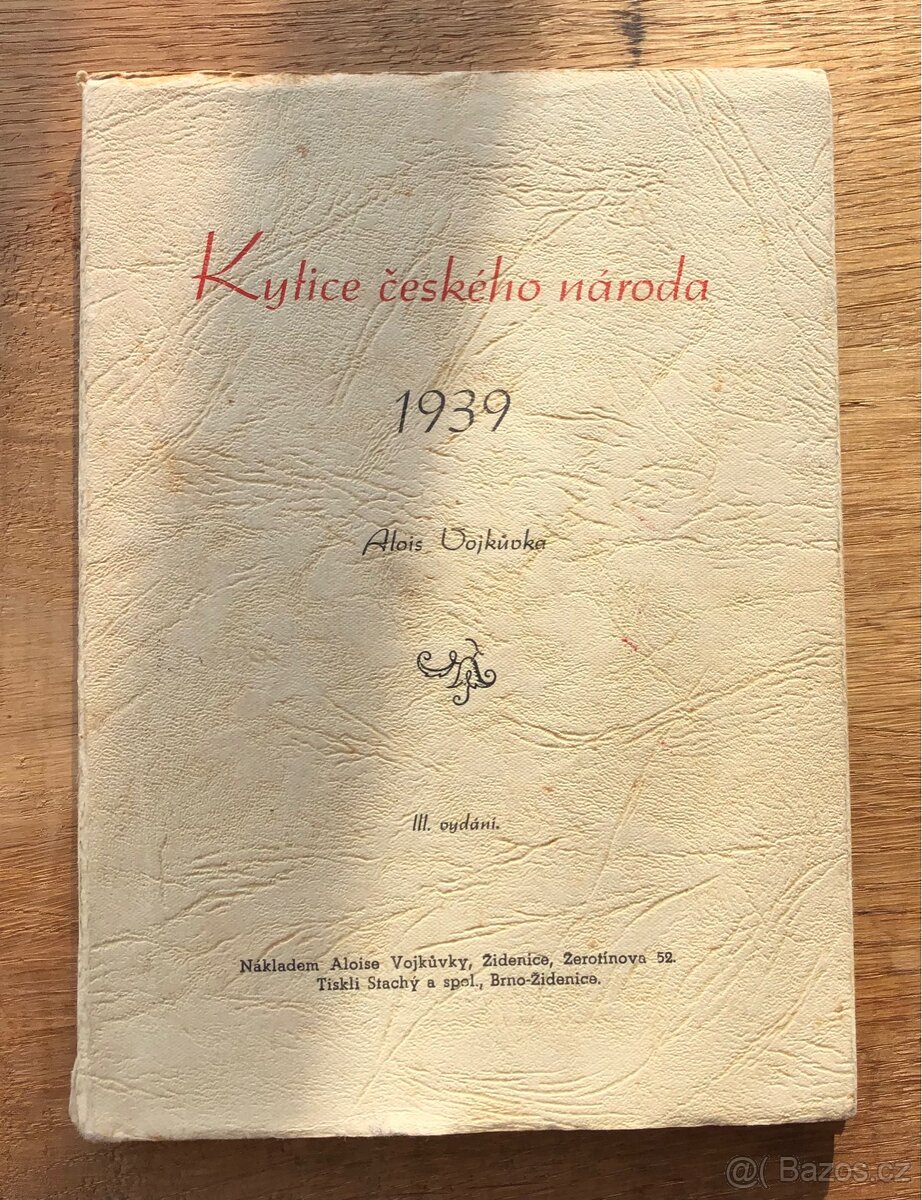 Kytice českého národa
1939
Alois Vojkůvka
III. vydání.
Nákladem Aloise Vojkůvky, Židenice, Žerotínova 52.
Tiskli Stachý a spol., Brno-Židenice.
@( Bazos.cz